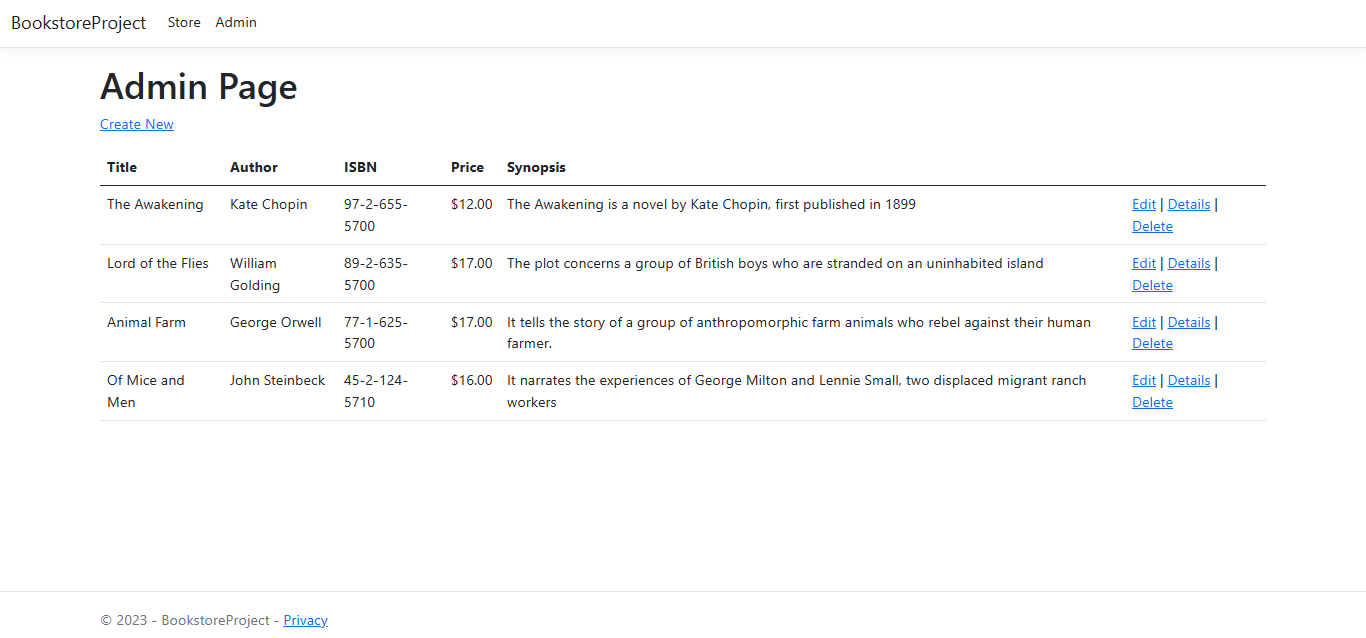 BookstoreProject Store Admin
Admin Page
Create New
Title Author ISBN Price Synopsis
The Awakening Kate Chopin 97-2-655- $12.00 The Awakening is a novel by Kate Chopin, first published in 1899 Edit | Details |
5700 Delete
Lord of the Flies William 89-2-635- $17.00 The plot concerns a group of British boys who are stranded on an uninhabited island Edit | Details |
Golding 5700 Delete
Animal Farm George Orwell 77-1-625- $17.00 It tells the story of a group of anthropomorphic farm animals who rebel against their human Edit | Details |
5700 farmer. Delete
Of Mice and John Steinbeck 45-2-124- $16.00 It narrates the experiences of George Milton and Lennie Small, two displaced migrant ranch Edit | Details |
Men 5710 workers Delete
© 2023 - BookstoreProject - Privacy